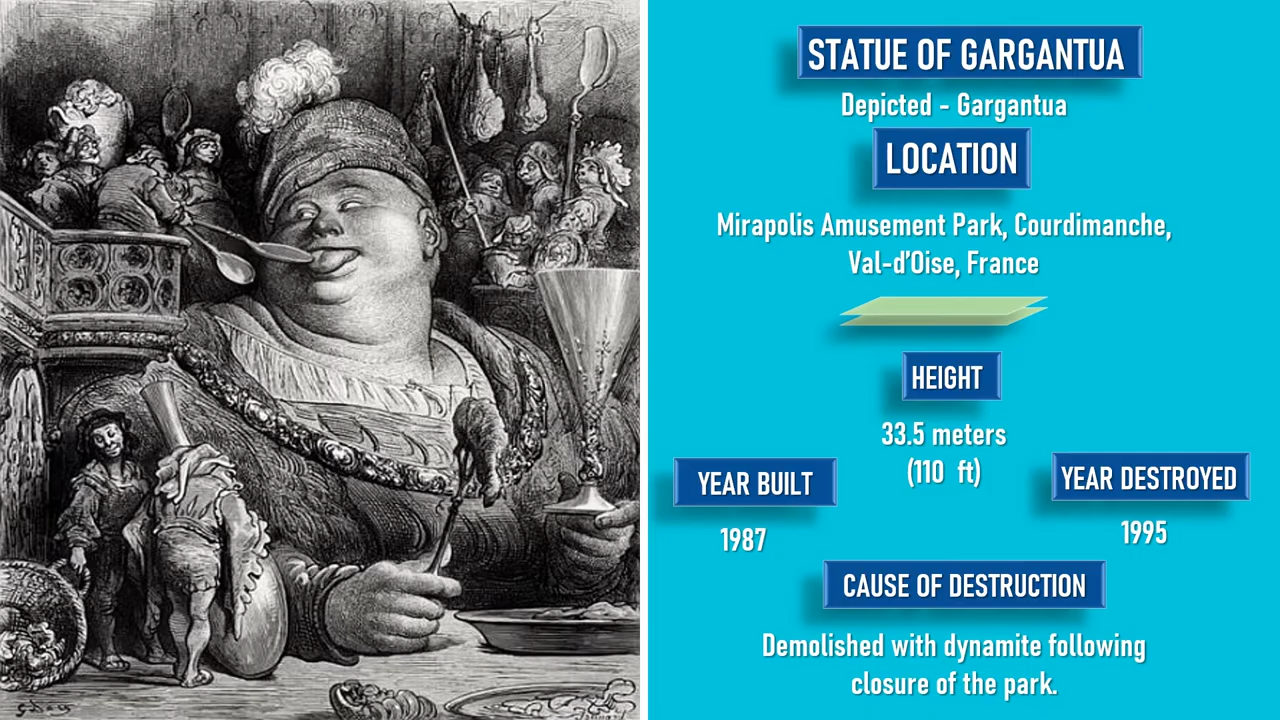 STATUE OF GARGANTUA
Depicted - Gargantua
LOCATION
Mirapolis Amusement Park, Courdimanche,
Val-d'Oise, France
HEIGHT
33.5 meters
(110 ft)
YEAR BUILT
1987
YEAR DESTROYED
1995
CAUSE OF DESTRUCTION
Demolished with dynamite following
closure of the park.